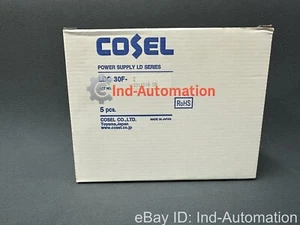 COSEL
POWER SUPPLY LD SERIES
30F-
Ind-Automation
5 pcs.
RoHS
COSEL CO.,LTD.
Toyama,Japan
www.cosel.co.jp
MADE IN JAPAN
eBay ID: Ind-Automation